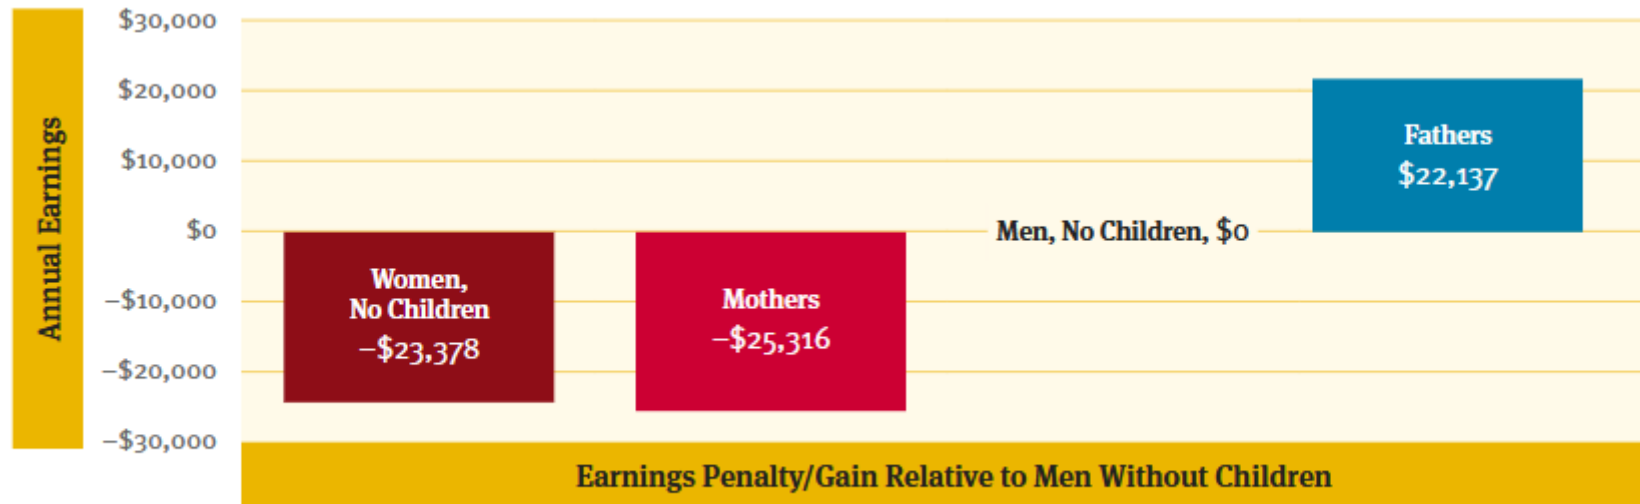 Annual Earnings
$30,000
$20,000
$10,000
$0
–$10,000
–$20,000
–$30,000
Women,
No Children
–$23,378
Mothers
–$25,316
Men, No Children, $0
Fathers
$22,137
Earnings Penalty/Gain Relative to Men Without Children